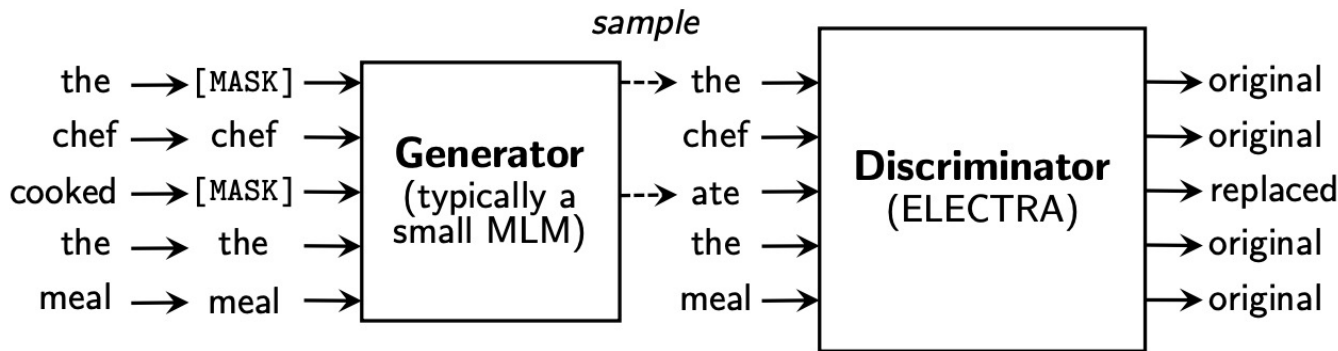 sample
the [MASK] the original
chef chef chef original
Generator
(typically a
small MLM)
Discriminator
(ELECTRA)
cooked [MASK] ate replaced
the the the original
meal meal meal original